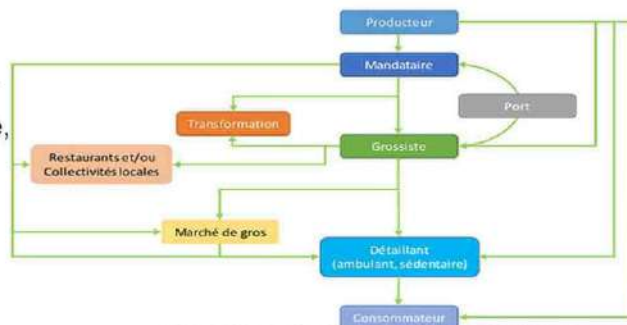 Producteur
Mandataire
Port
Transformation
Grossiste
Restaurants et/ou
Collectivités locales
Marché de gros
Détaillant
(ambulant, sédentaire)
Consommateur